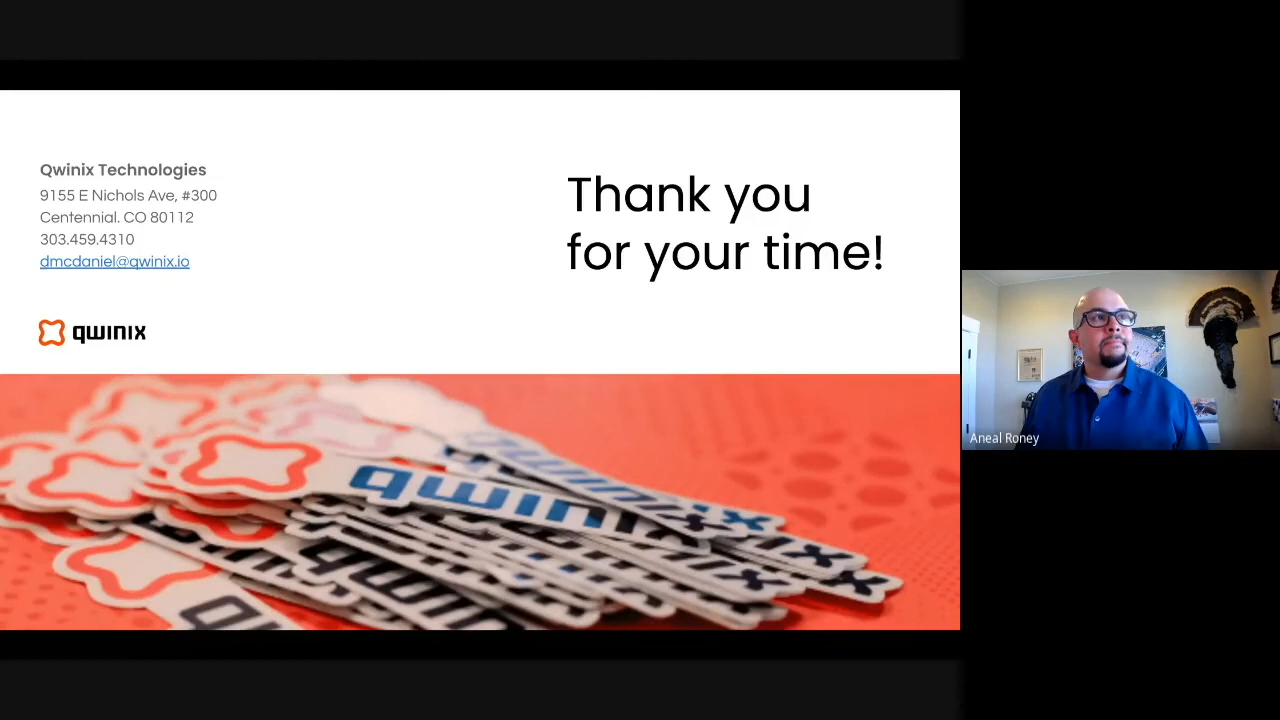 Qwinix Technologies
9155 E Nichols Ave, #300
Centennial. CO 80112
303.459.4310
dmcdaniel@qwinix.io
qwinix
Thank you
for your time!
qwinix
Aneal Roney